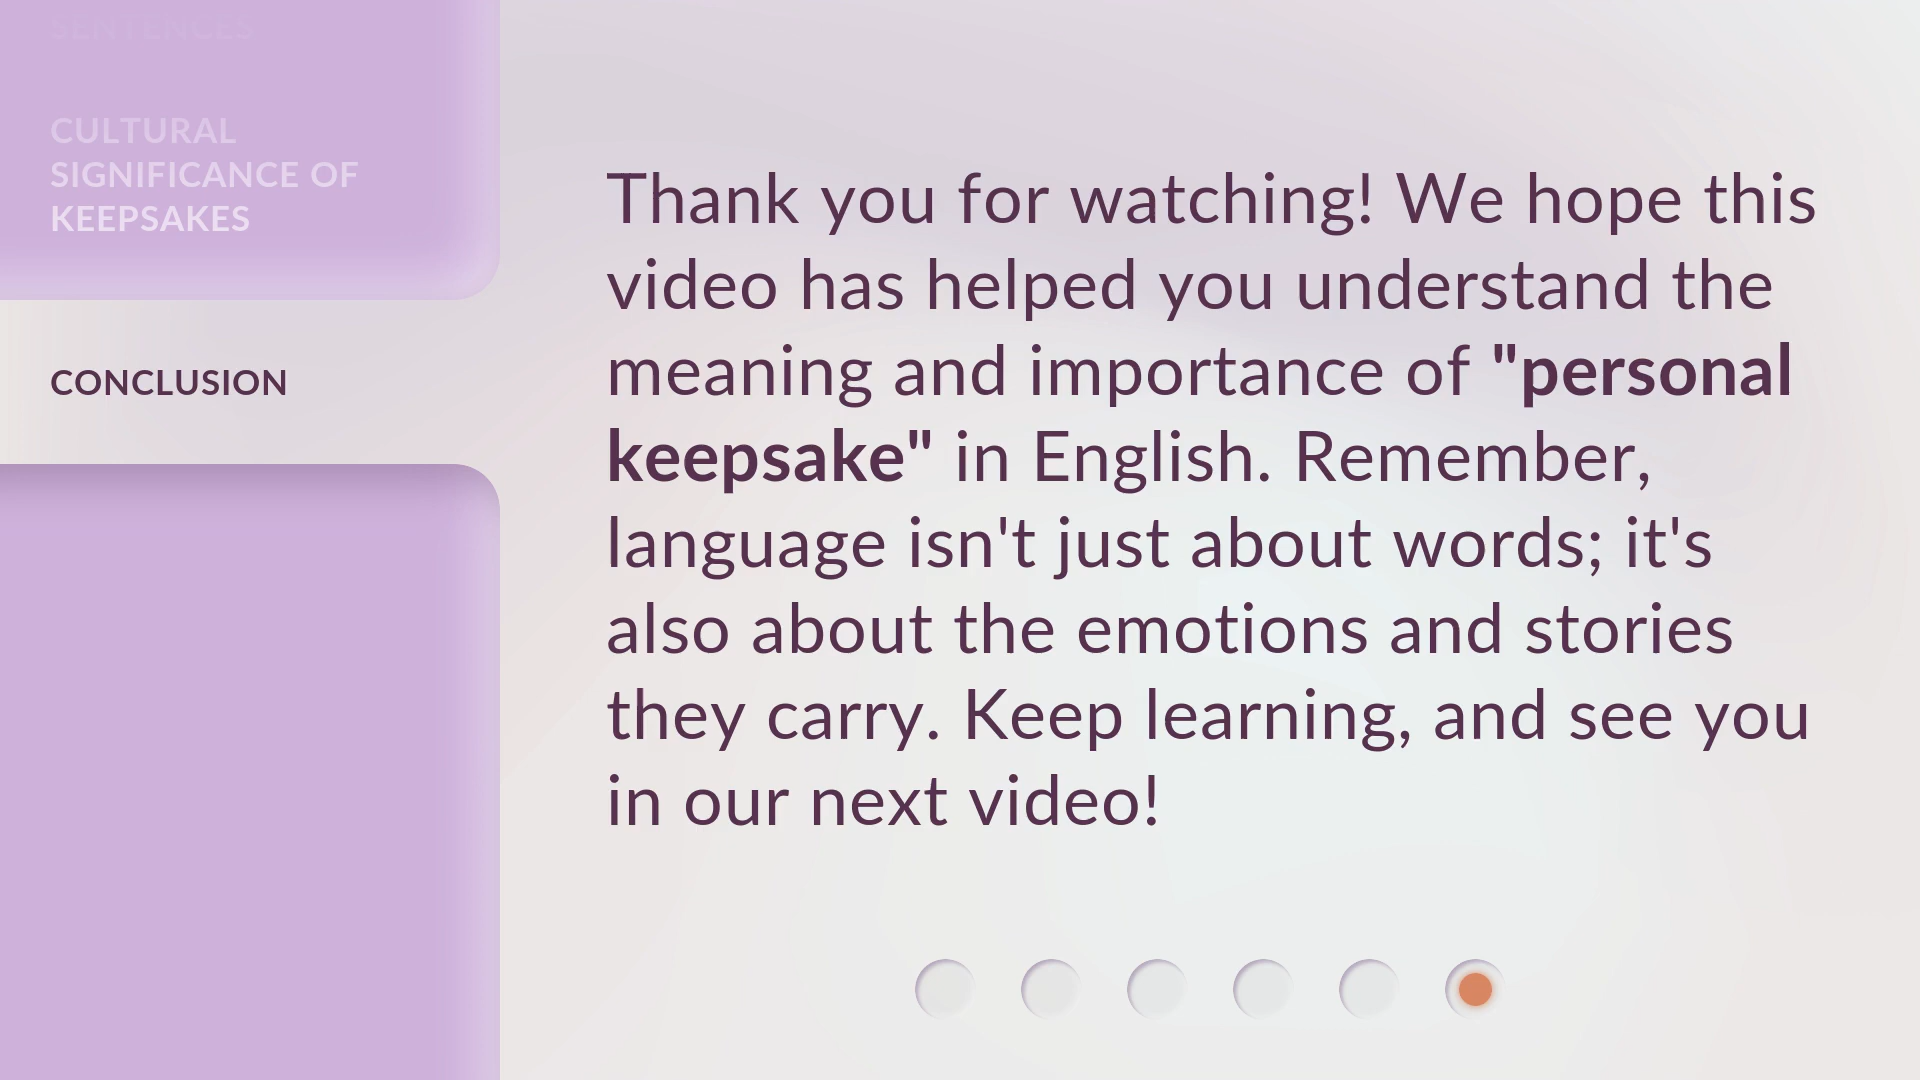 SENTENCES
CULTURAL
SIGNIFICANCE OF
KEEPSAKES
CONCLUSION
Thank you for watching! We hope this
video has helped you understand the
meaning and importance of "personal
keepsake" in English. Remember,
language isn't just about words; it's
also about the emotions and stories
they carry. Keep learning, and see you
in our next video!